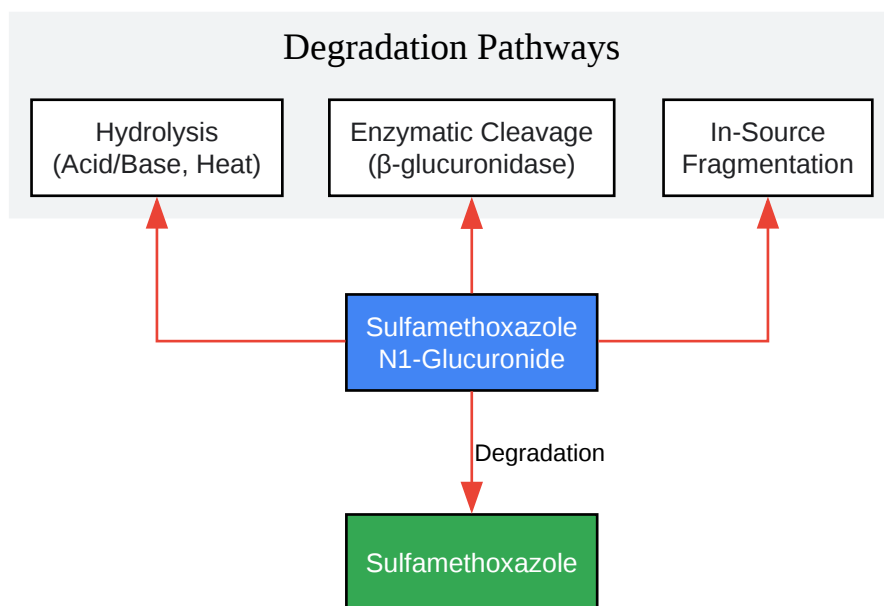 Degradation Pathways
Hydrolysis
(Acid/Base, Heat)
Enzymatic Cleavage
(β-glucuronidase)
In-Source
Fragmentation
Sulfamethoxazole
N1-Glucuronide
Degradation
Sulfamethoxazole